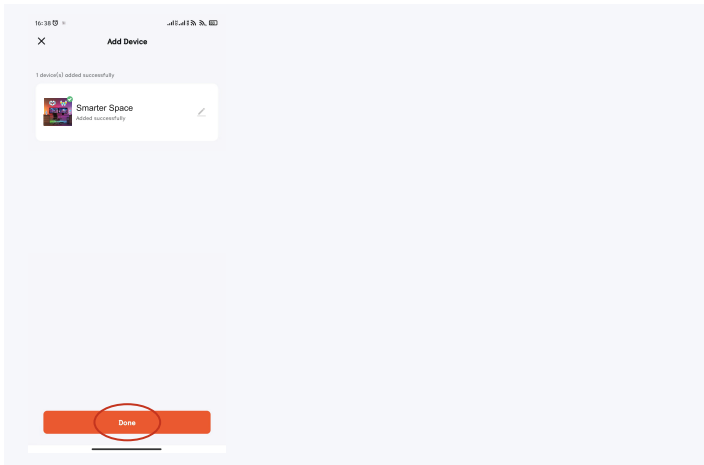 16:38
Add Device
1 device(s) added successfully
Smarter Space
Added successfully
Done